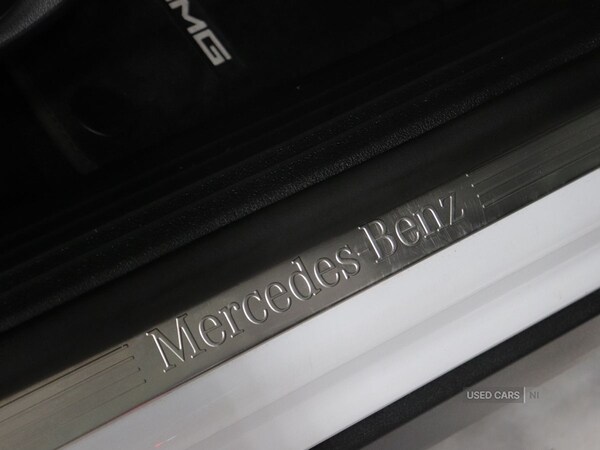 AMG
Mercedes-Benz
USED CARS NI